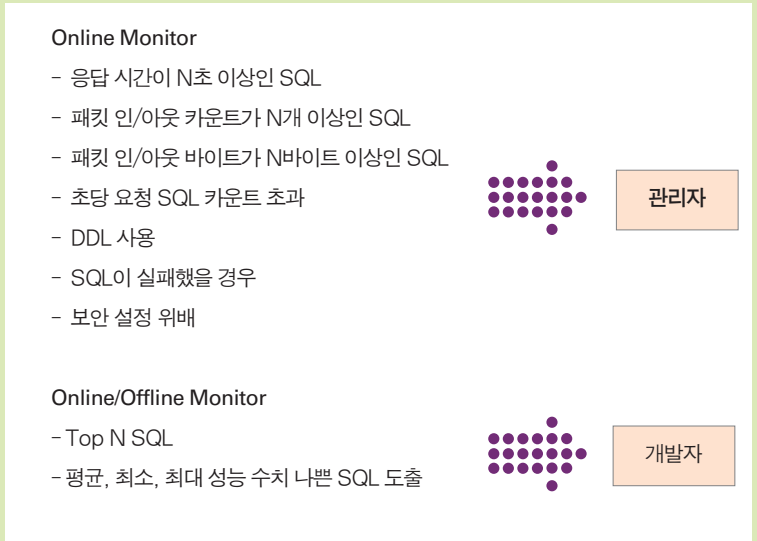 Online Monitor
- 응답 시간이 N초 이상인 SQL
- 패킷 인/아웃 카운트가 N개 이상인 SQL
- 패킷 인/아웃 바이트가 N바이트 이상인 SQL
- 초당 요청 SQL 카운트 초과
- DDL 사용
- SQL이 실패했을 경우
- 보안 설정 위배
관리자
Online/Offline Monitor
- Top N SQL
- 평균, 최소, 최대 성능 수치 나쁜 SQL 도출
개발자